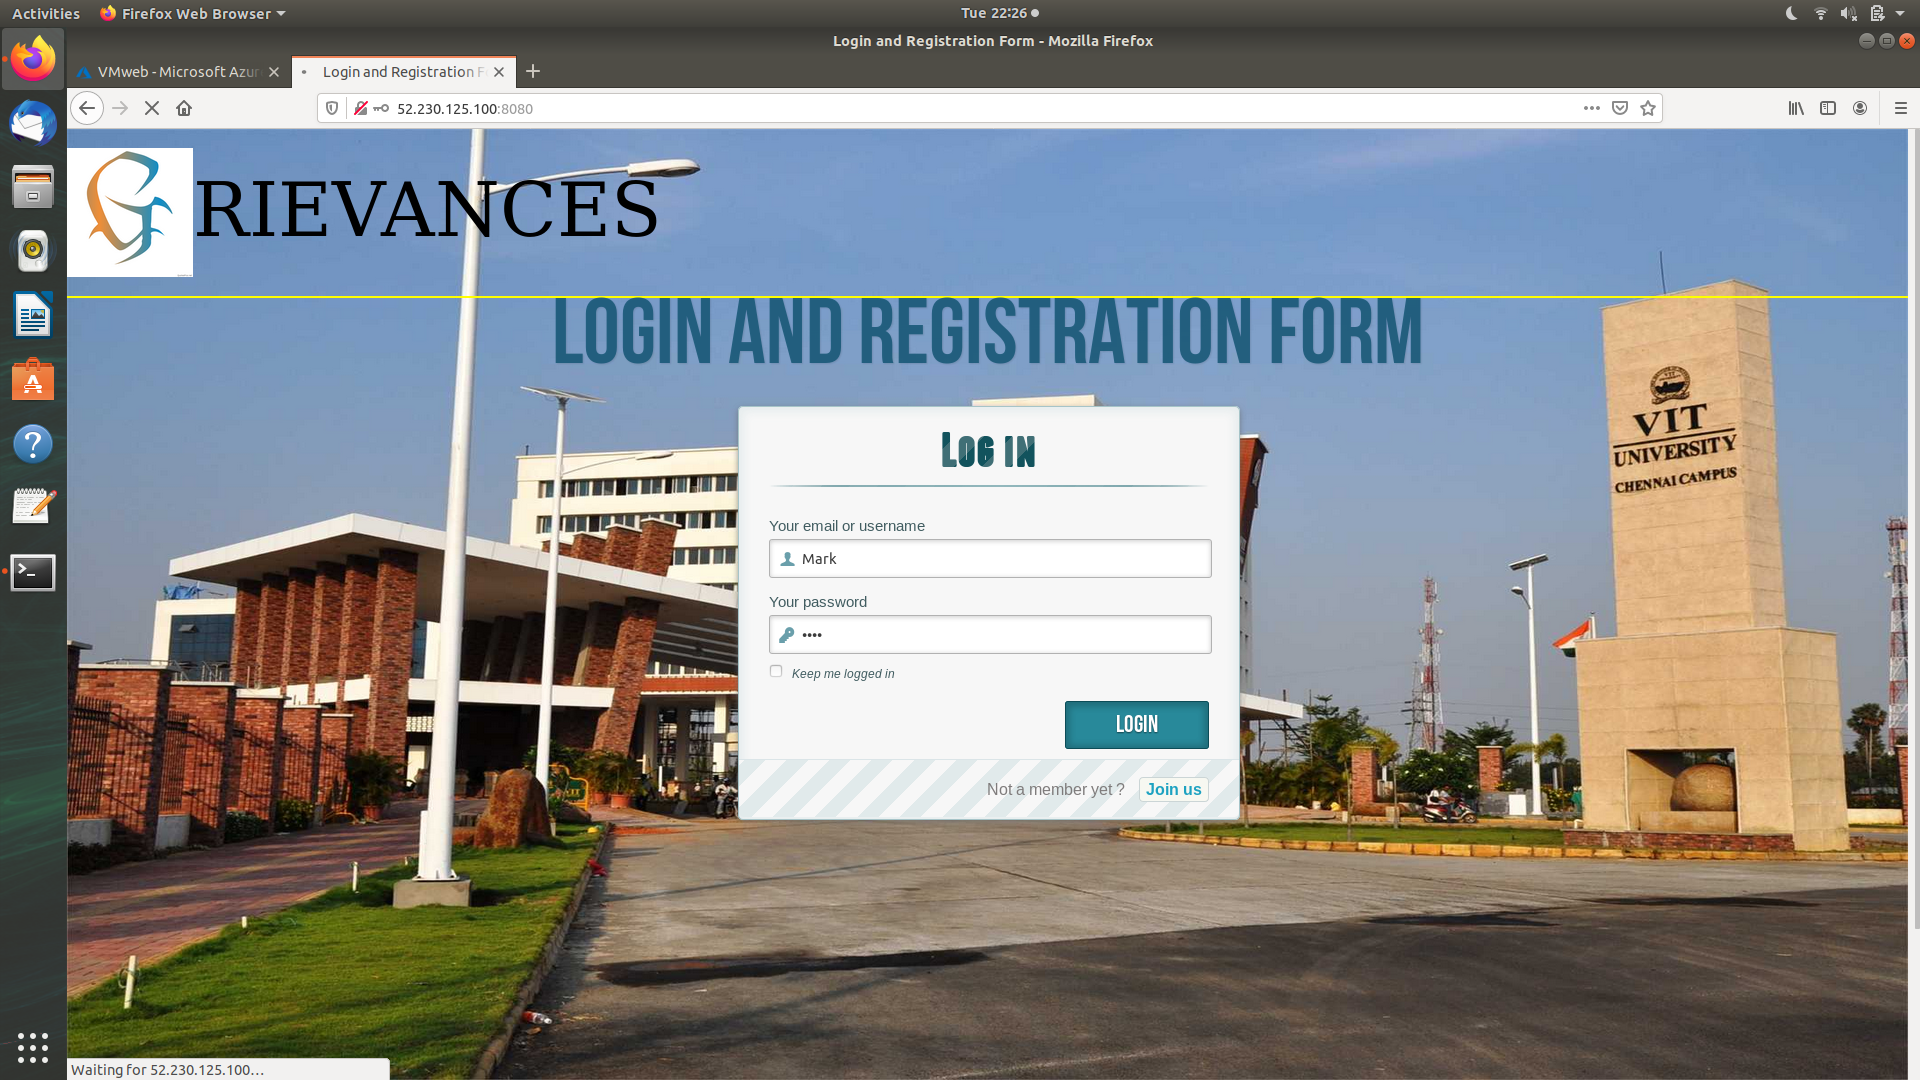 Activities
Firefox Web Browser
Tue 22:26
Login and Registration Form - Mozilla Firefox
VMweb - Microsoft Azur
Login and Registration F
52.230.125.100:8080
GRIEVANCES
LOGIN AND REGISTRATION FORM
VIT
VIT
UNIVERSITY
CHENNAI CAMPUS
LOG IN
Your email or username
Mark
Your password
••••
Keep me logged in
LOGIN
Not a member yet ?
Join us
Waiting for 52.230.125.100…